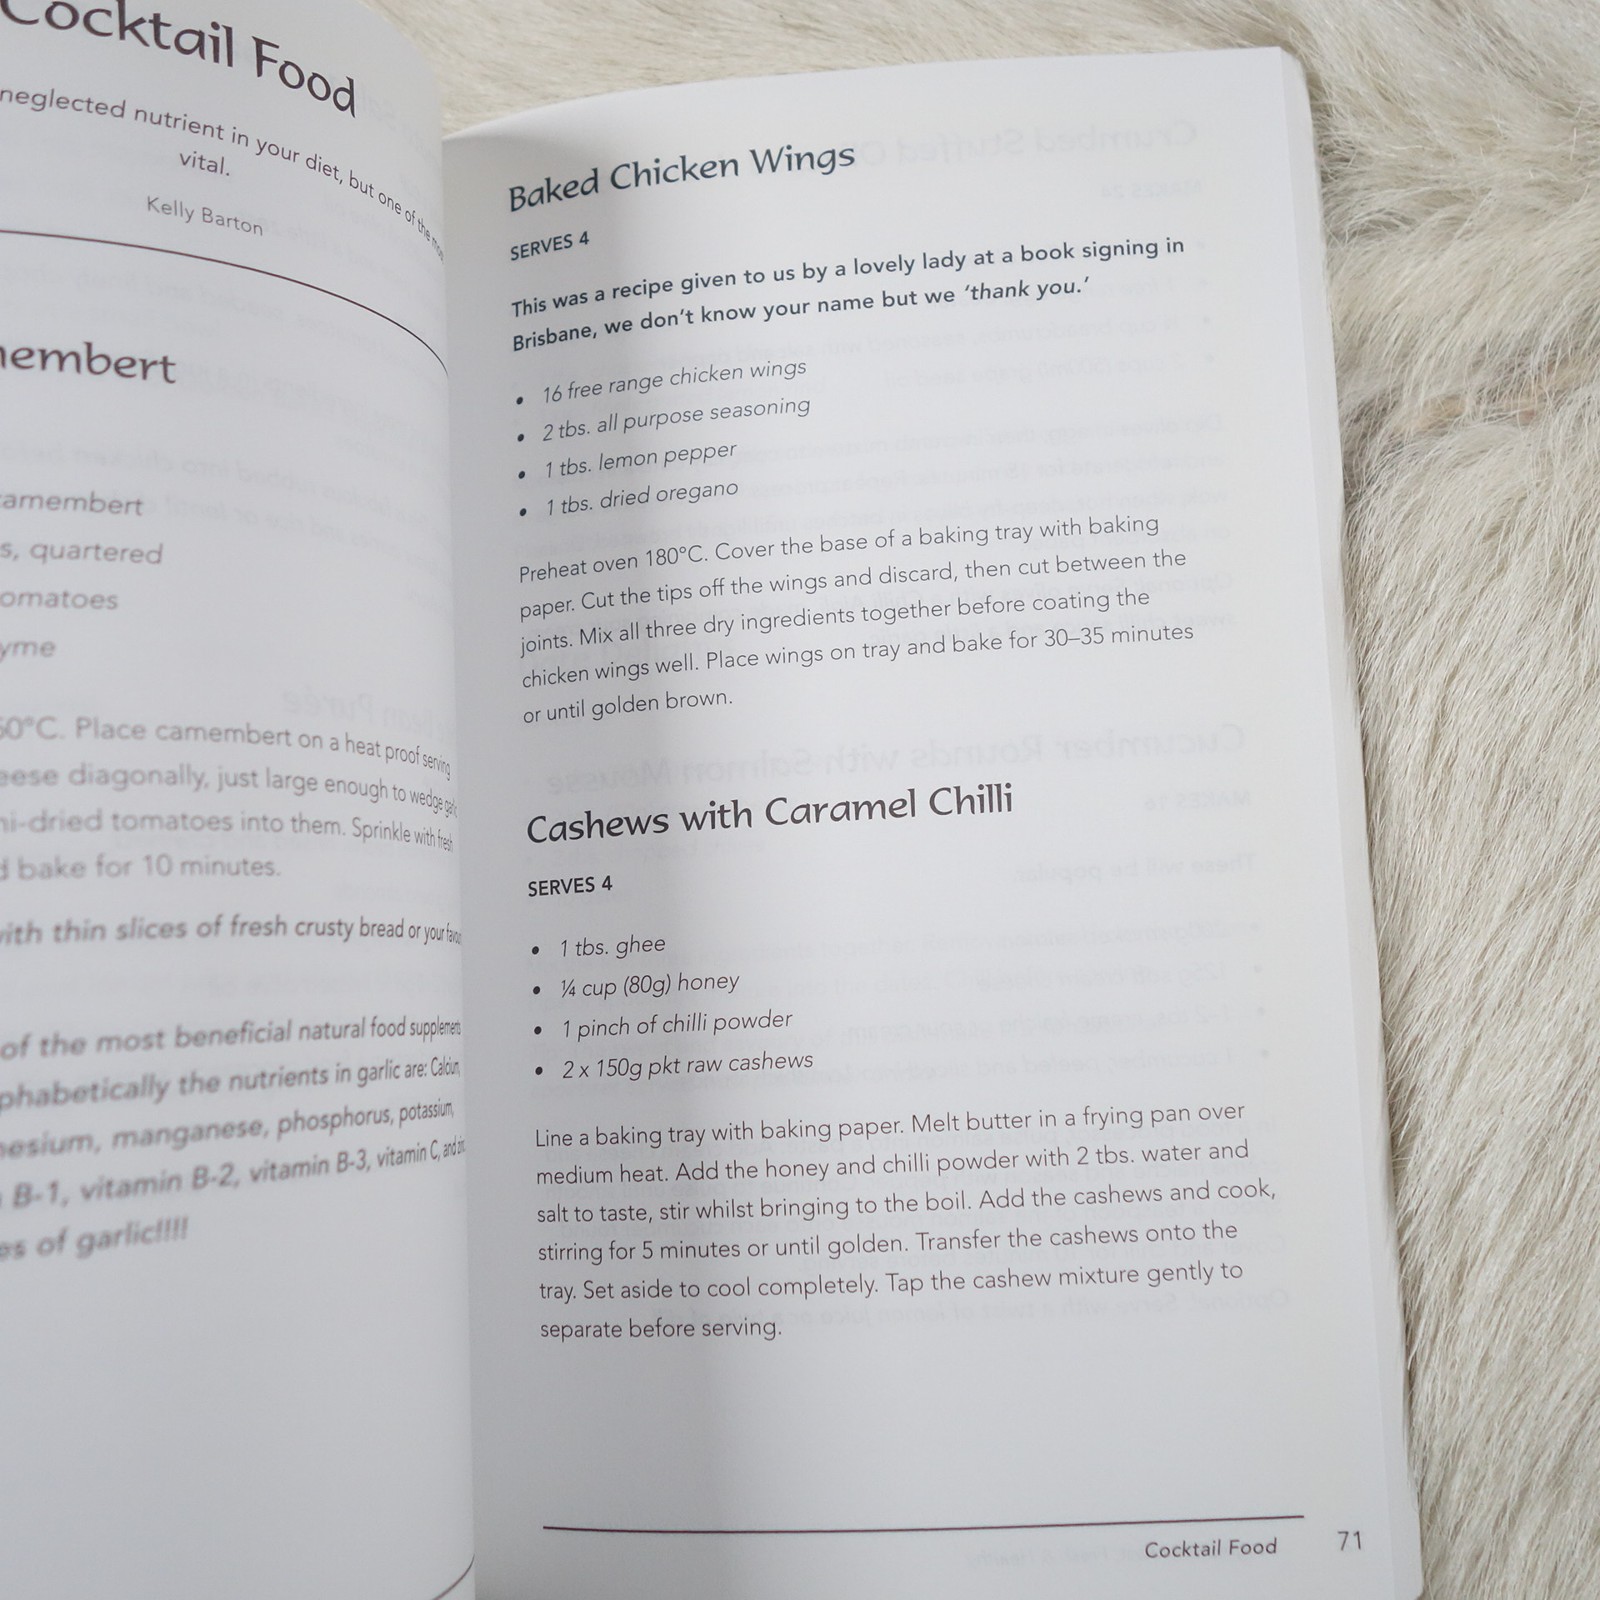 Cocktail Food
neglected nutrient in your diet, but one of the most
vital.
Kelly Barton
membert
camembert
s, quartered
omatoes
yme
60°C. Place camembert on a heat proof serving
eese diagonally, just large enough to wedge garlic
mi-dried tomatoes into them. Sprinkle with fresh
d bake for 10 minutes.
with thin slices of fresh crusty bread or your favou
of the most beneficial natural food supplements
phabetically the nutrients in garlic are: Calcium,
nesium, manganese, phosphorus, potassium,
B-1, vitamin B-2, vitamin B-3, vitamin C, and zinc
es of garlic!!!!
Baked Chicken Wings
SERVES 4
This was a recipe given to us by a lovely lady at a book signing in
Brisbane, we don't know your name but we 'thank you.'
• 16 free range chicken wings
• 2 tbs. all purpose seasoning
• 1 tbs. lemon pepper
• 1 tbs. dried oregano
Preheat oven 180°C. Cover the base of a baking tray with baking
paper. Cut the tips off the wings and discard, then cut between the
joints. Mix all three dry ingredients together before coating the
chicken wings well. Place wings on tray and bake for 30–35 minutes
or until golden brown.
Cashews with Caramel Chilli
SERVES 4
• 1 tbs. ghee
• ¼ cup (80g) honey
• 1 pinch of chilli powder
• 2 x 150g pkt raw cashews
Line a baking tray with baking paper. Melt butter in a frying pan over
medium heat. Add the honey and chilli powder with 2 tbs. water and
salt to taste, stir whilst bringing to the boil. Add the cashews and cook,
stirring for 5 minutes or until golden. Transfer the cashews onto the
tray. Set aside to cool completely. Tap the cashew mixture gently to
separate before serving.
Cocktail Food 71